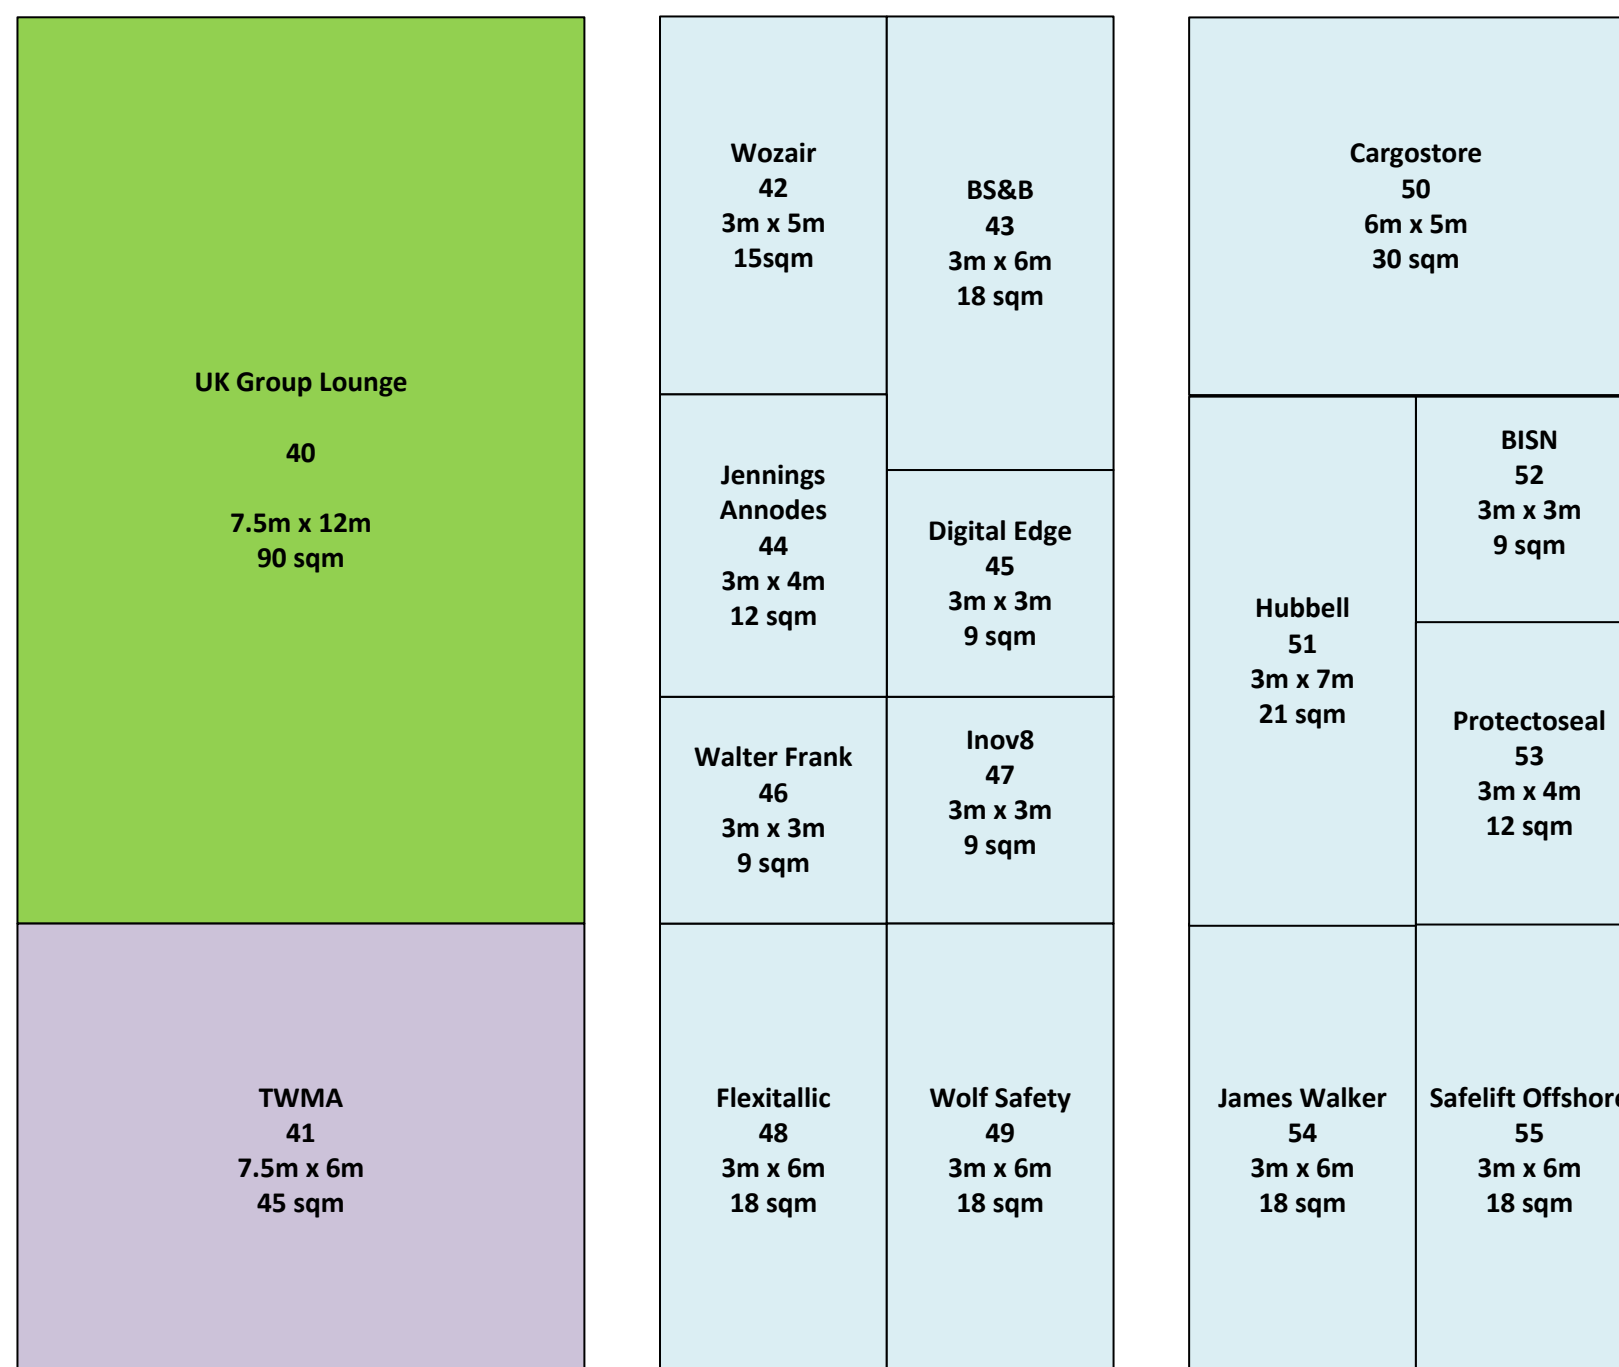 UK Group Lounge
40
7.5m x 12m
90 sqm
TWMA
41
7.5m x 6m
45 sqm
Wozair
42
3m x 5m
15sqm
BS&B
43
3m x 6m
18 sqm
Jennings
Annodes
44
3m x 4m
12 sqm
Digital Edge
45
3m x 3m
9 sqm
Walter Frank
46
3m x 3m
9 sqm
Inov8
47
3m x 3m
9 sqm
Flexitallic
48
3m x 6m
18 sqm
Wolf Safety
49
3m x 6m
18 sqm
Cargostore
50
6m x 5m
30 sqm
Hubbell
51
3m x 7m
21 sqm
BISN
52
3m x 3m
9 sqm
Protectoseal
53
3m x 4m
12 sqm
James Walker
54
3m x 6m
18 sqm
Safelift Offshore
55
3m x 6m
18 sqm